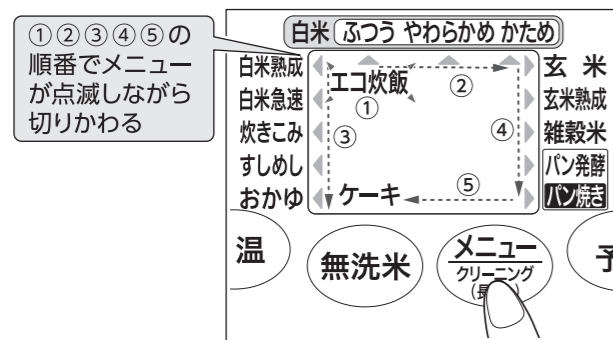 ①②③④⑤の
順番でメニュー
が点滅しながら
切りかわる
白米 ふつう やわらかめ かため
白米熟成
白米急速
炊きこみ
すしめし
おかゆ
エコ炊飯
①
②
③
④
⑤
ケーキ
玄米
玄米熟成
雑穀米
パン発酵
パン焼き
温
無洗米
メニュー
クリーニング
予